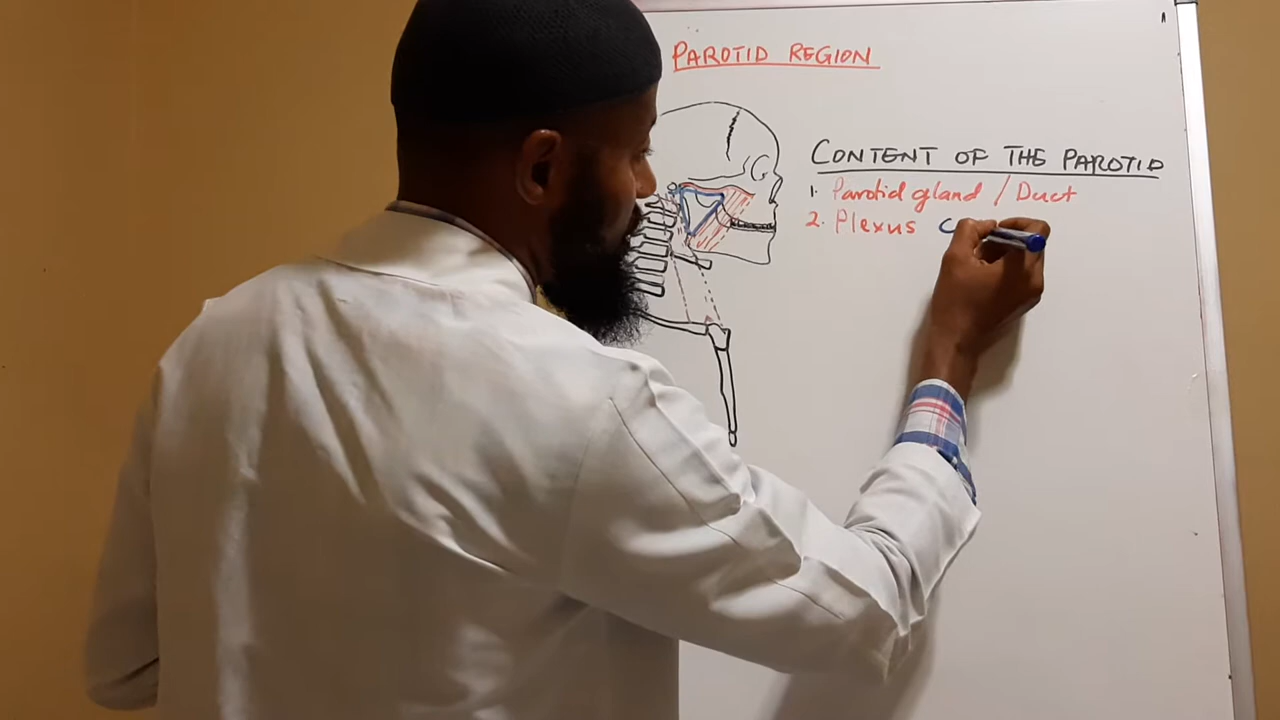 PAROTID REGION
CONTENT OF THE PAROTID
1. Parotid gland / Duct
2. Plexus